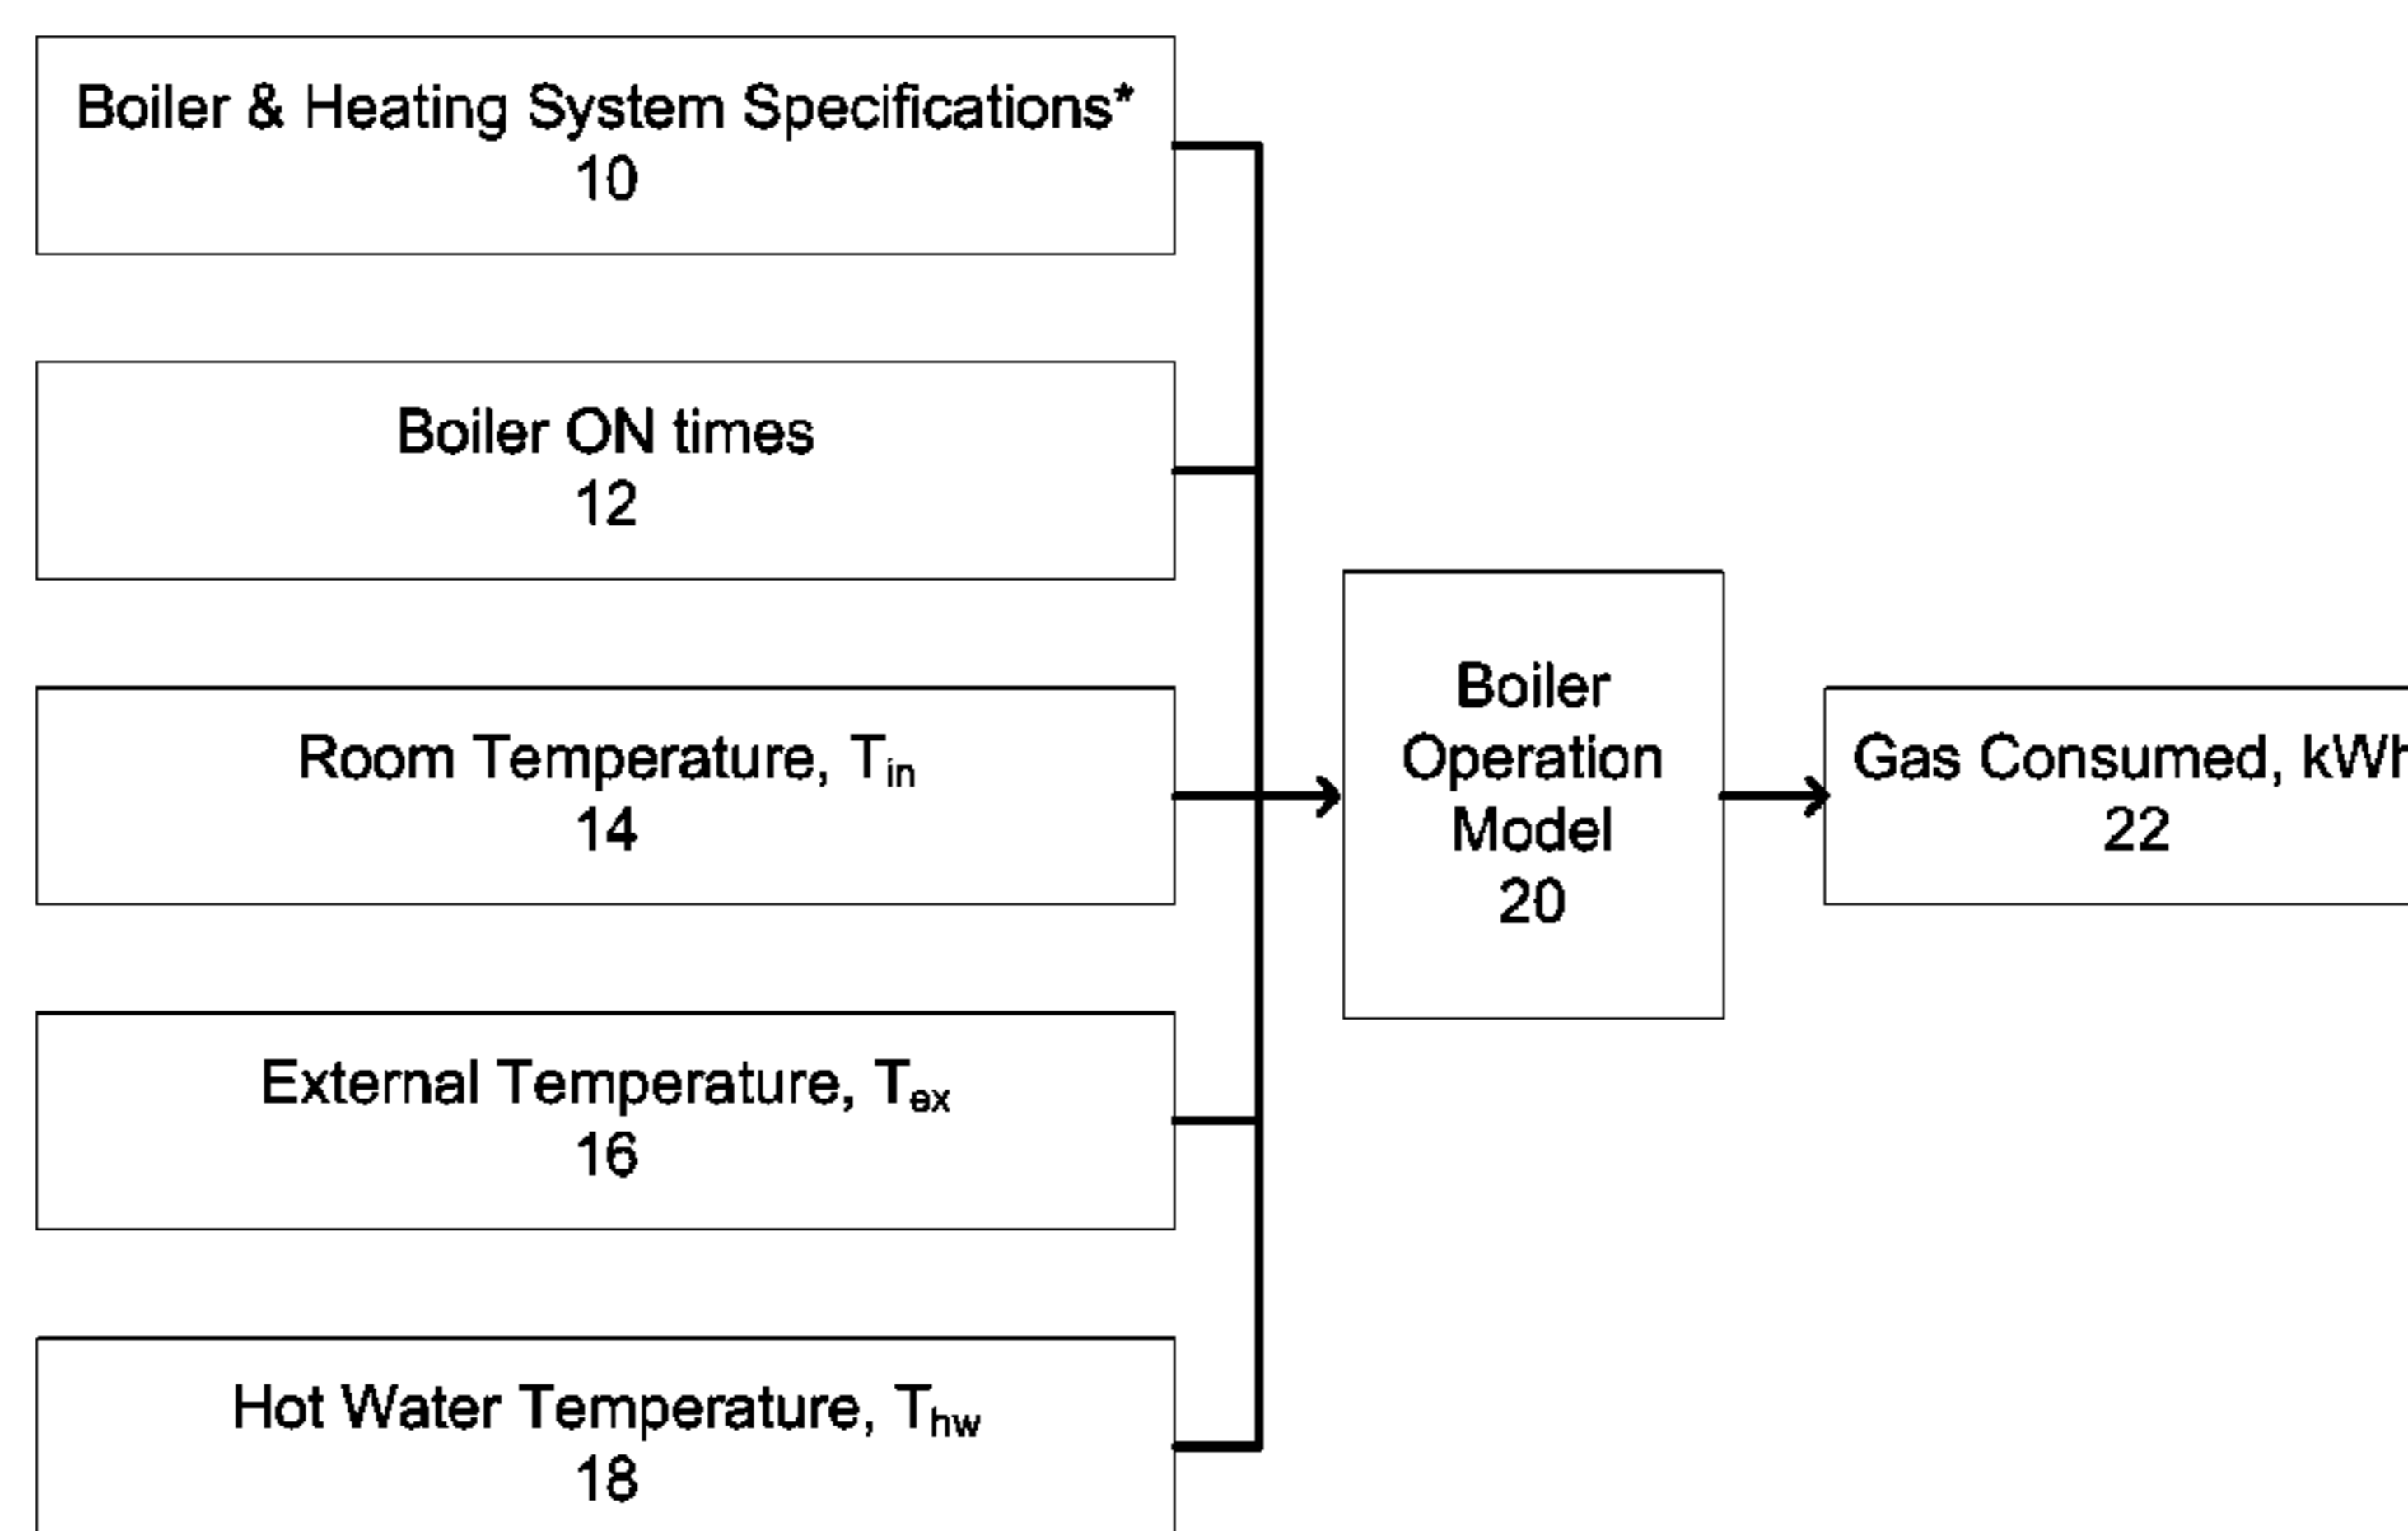 Boiler & Heating System Specifications*
10
Boiler ON times
12
Room Temperature, Tin
14
External Temperature, Tex
16
Hot Water Temperature, Thw
18
Boiler
Operation
Model
20
Gas Consumed, kWh
22